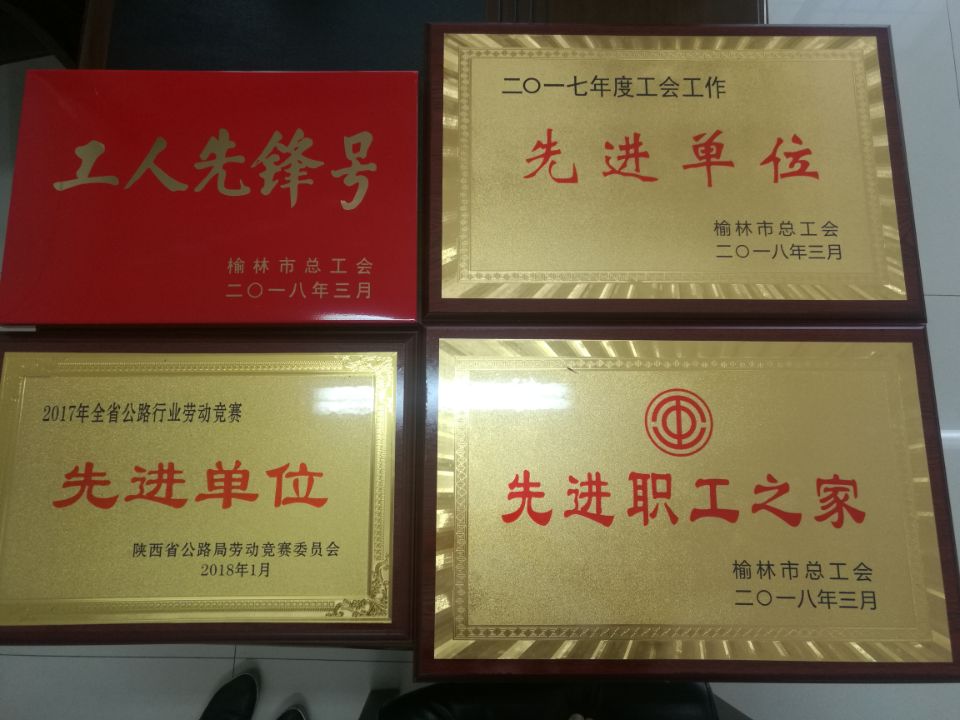 工人先锋号
榆林市总工会
二〇一八年三月
二〇一七年度工会工作
先进单位
榆林市总工会
二〇一八年三月
2017年全省公路行业劳动竞赛
先进单位
陕西省公路局劳动竞赛委员会
2018年1月
先进职工之家
榆林市总工会
二〇一八年三月